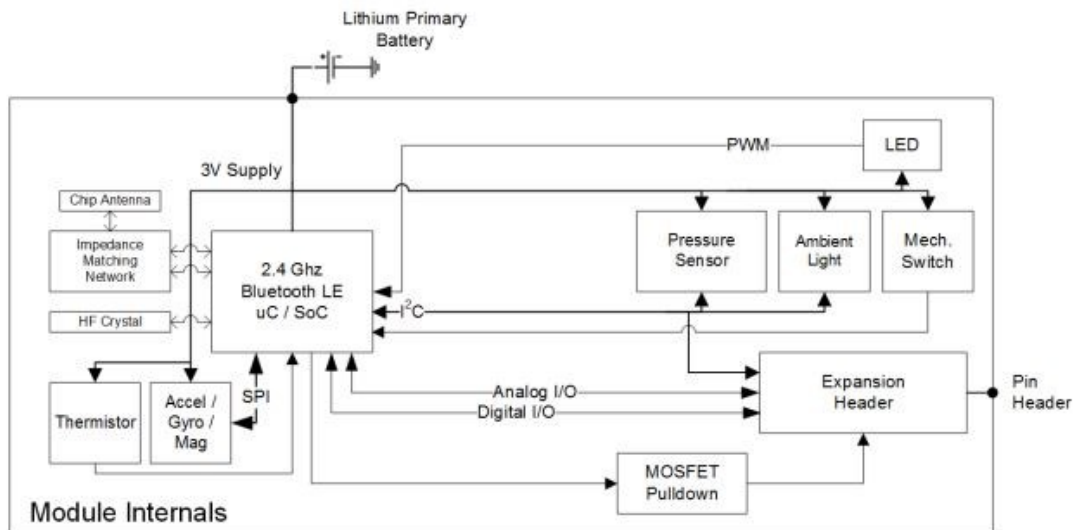 Lithium Primary
Battery
+ -
PWM
LED
3V Supply
Chip Antenna
Impedance
Matching
Network
2.4 Ghz
Bluetooth LE
uC / SoC
Pressure
Sensor
Ambient
Light
Mech.
Switch
I²C
HF Crystal
Thermistor
Accel /
Gyro /
Mag
SPI
Analog I/O
Digital I/O
Expansion
Header
Pin
Header
MOSFET
Pulldown
Module Internals